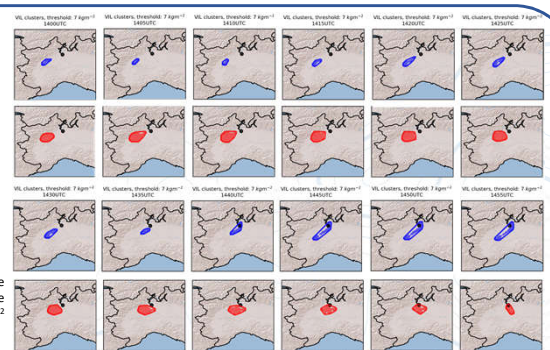 VIL clusters, threshold: 7 kgm⁻²
1400UTC
VIL clusters, threshold: 7 kgm⁻²
1405UTC
VIL clusters, threshold: 7 kgm⁻²
1410UTC
VIL clusters, threshold: 7 kgm⁻²
1415UTC
VIL clusters, threshold: 7 kgm⁻²
1420UTC
VIL clusters, threshold: 7 kgm⁻²
1425UTC
VIL clusters, threshold: 7 kgm⁻²
1430UTC
VIL clusters, threshold: 7 kgm⁻²
1435UTC
VIL clusters, threshold: 7 kgm⁻²
1440UTC
VIL clusters, threshold: 7 kgm⁻²
1445UTC
VIL clusters, threshold: 7 kgm⁻²
1450UTC
VIL clusters, threshold: 7 kgm⁻²
1455UTC
e
e
2